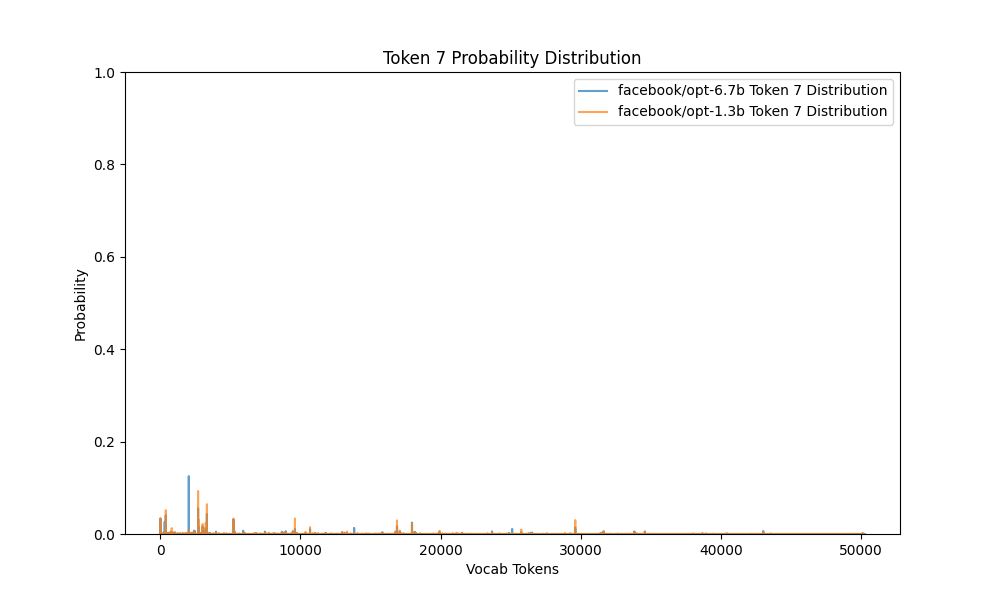 Token 7 Probability Distribution
facebook/opt-6.7b Token 7 Distribution
facebook/opt-1.3b Token 7 Distribution
Probability
1.0
0.8
0.6
0.4
0.2
0.0
0 10000 20000 30000 40000 50000
Vocab Tokens